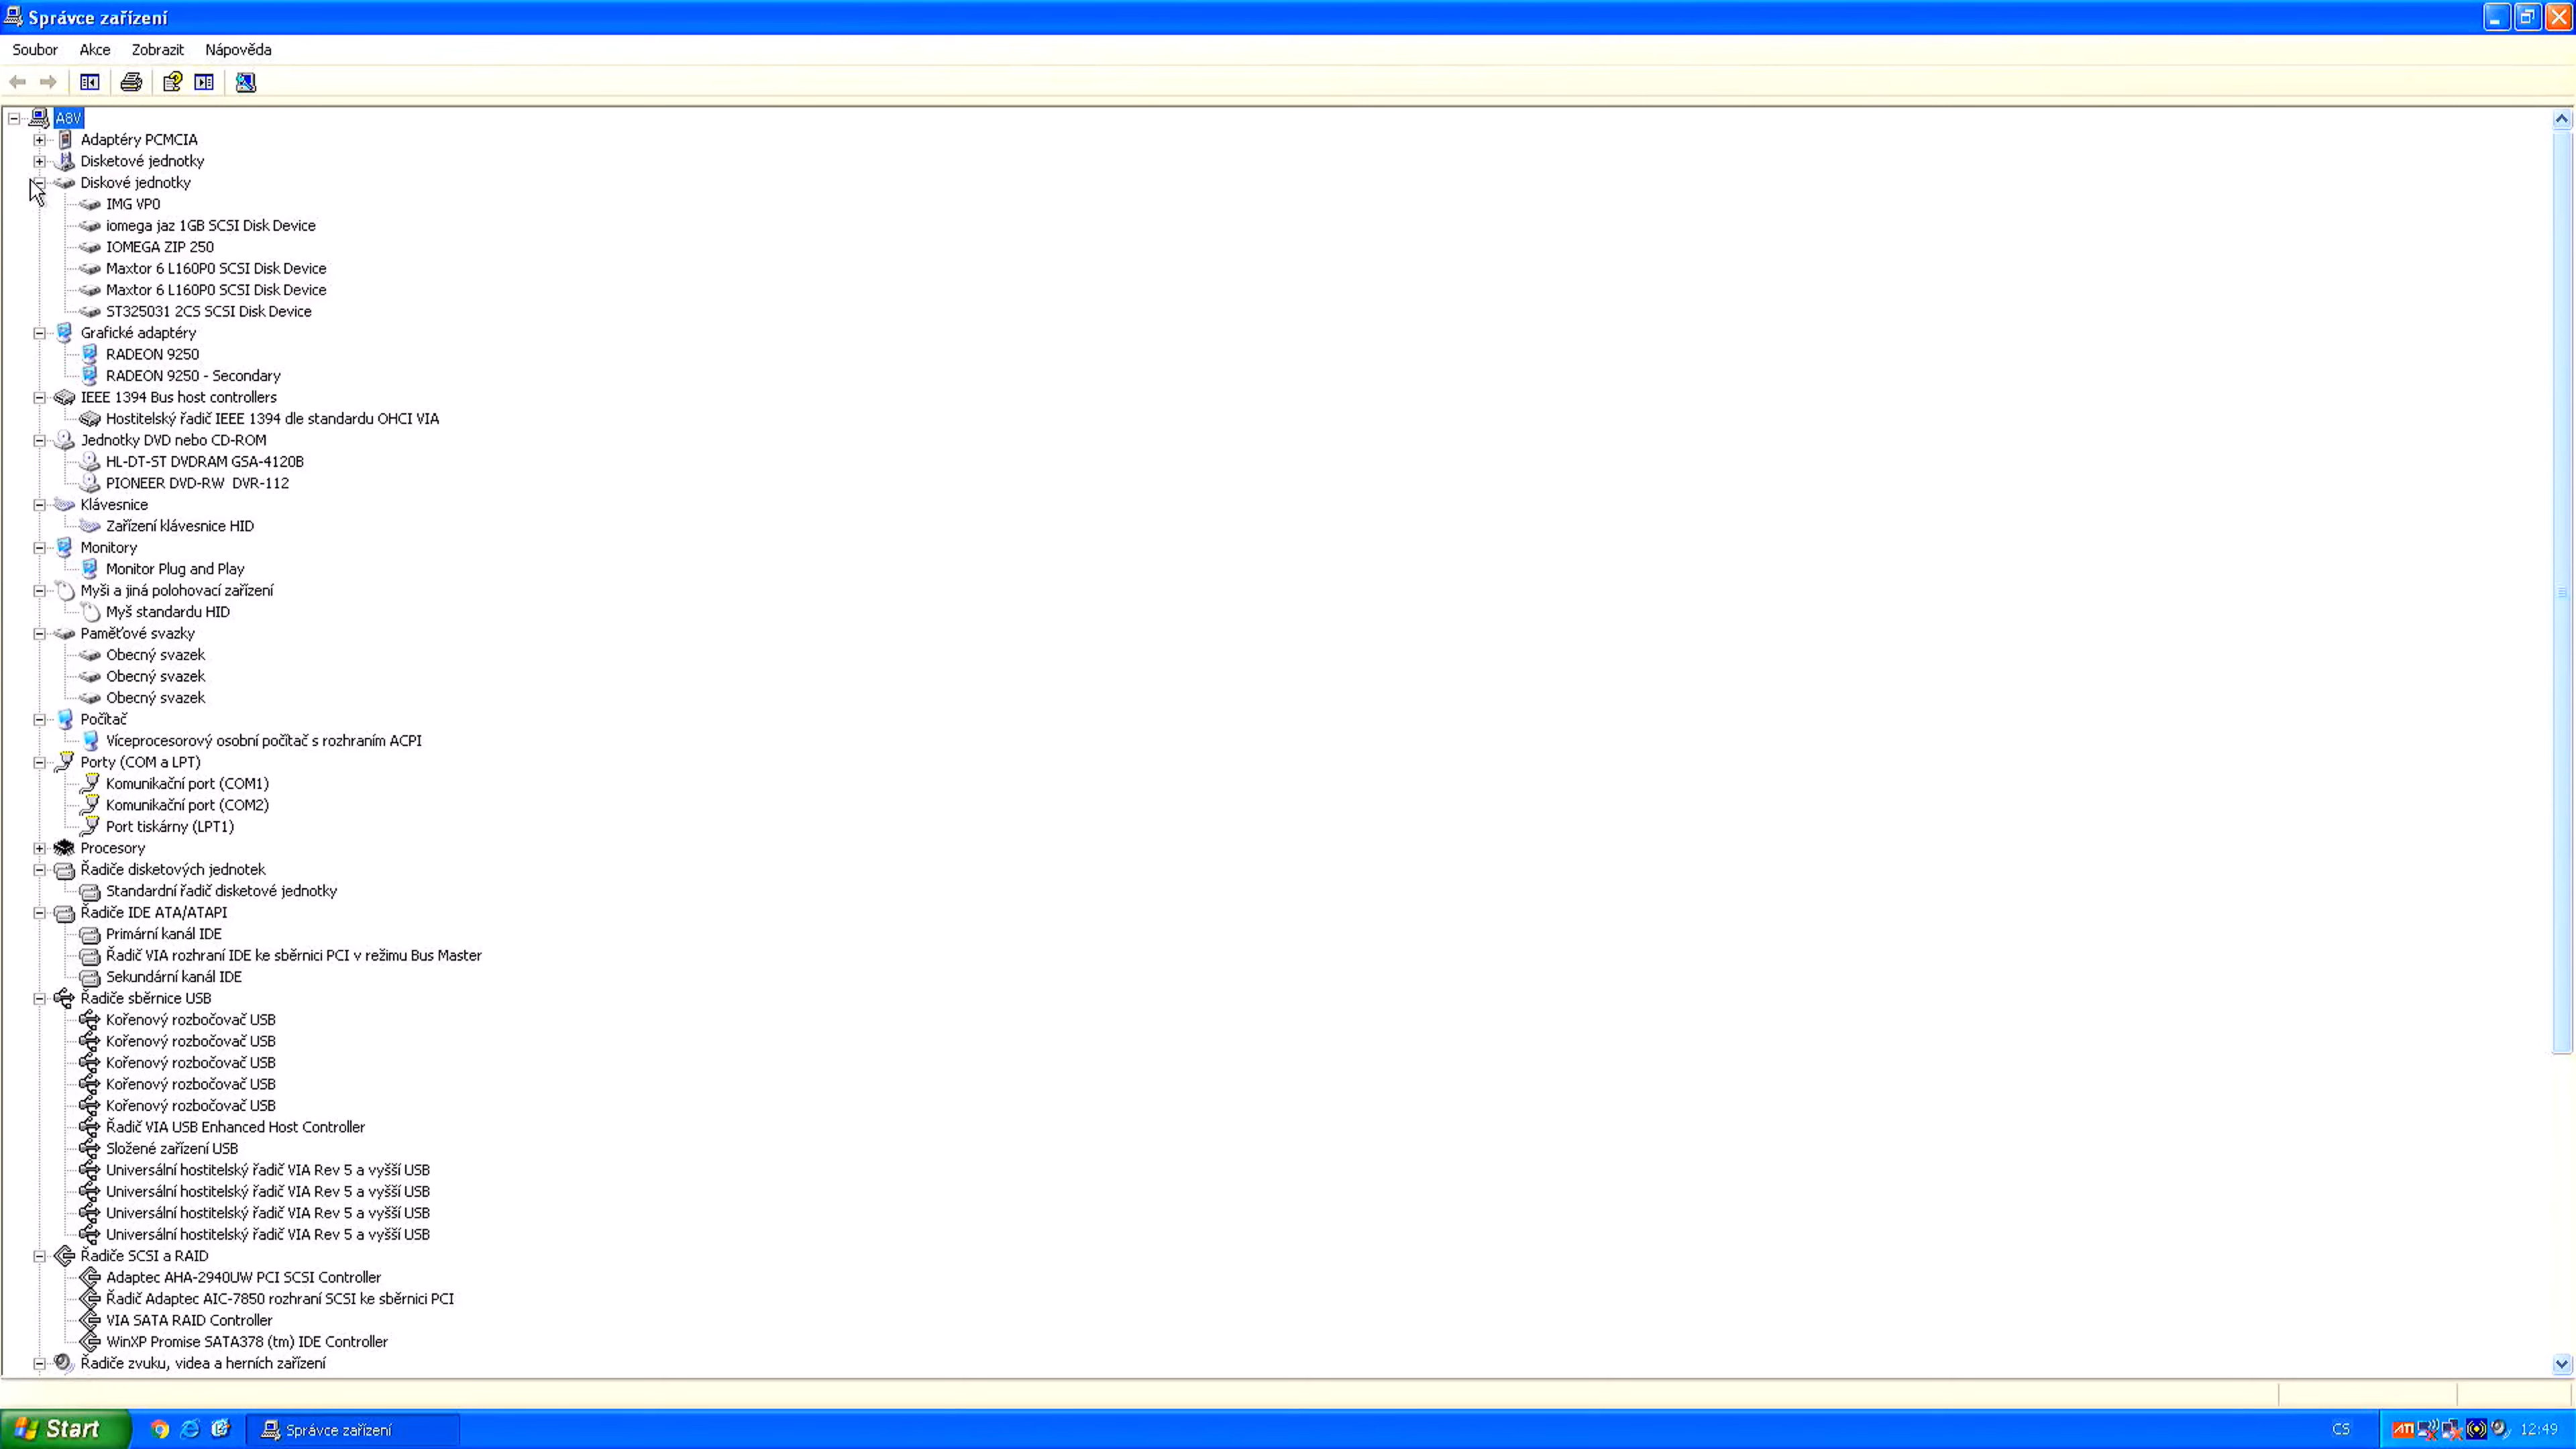 Správce zařízení
Soubor Akce Zobrazit Nápověda
A8V
Adaptéry PCMCIA
Disketové jednotky
Diskové jednotky
IMG VP0
iomega jaz 1GB SCSI Disk Device
IOMEGA ZIP 250
Maxtor 6 L160P0 SCSI Disk Device
Maxtor 6 L160P0 SCSI Disk Device
ST325031 2CS SCSI Disk Device
Grafické adaptéry
RADEON 9250
RADEON 9250 - Secondary
IEEE 1394 Bus host controllers
Hostitelský řadič IEEE 1394 dle standardu OHCI VIA
Jednotky DVD nebo CD-ROM
HL-DT-ST DVDRAM GSA-4120B
PIONEER DVD-RW  DVR-112
Klávesnice
Zařízení klávesnice HID
Monitory
Monitor Plug and Play
Myši a jiná polohovací zařízení
Myš standardu HID
Paměťové svazky
Obecný svazek
Obecný svazek
Obecný svazek
Počítač
Víceprocesorový osobní počítač s rozhraním ACPI
Porty (COM a LPT)
Komunikační port (COM1)
Komunikační port (COM2)
Port tiskárny (LPT1)
Procesory
Řadiče disketových jednotek
Standardní řadič disketové jednotky
Řadiče IDE ATA/ATAPI
Primární kanál IDE
Řadič VIA rozhraní IDE ke sběrnici PCI v režimu Bus Master
Sekundární kanál IDE
Řadiče sběrnice USB
Kořenový rozbočovač USB
Kořenový rozbočovač USB
Kořenový rozbočovač USB
Kořenový rozbočovač USB
Kořenový rozbočovač USB
Řadič VIA USB Enhanced Host Controller
Složené zařízení USB
Universální hostitelský řadič VIA Rev 5 a vyšší USB
Universální hostitelský řadič VIA Rev 5 a vyšší USB
Universální hostitelský řadič VIA Rev 5 a vyšší USB
Universální hostitelský řadič VIA Rev 5 a vyšší USB
Řadiče SCSI a RAID
Adaptec AHA-2940UW PCI SCSI Controller
Řadič Adaptec AIC-7850 rozhraní SCSI ke sběrnici PCI
VIA SATA RAID Controller
WinXP Promise SATA378 (tm) IDE Controller
Řadiče zvuku, videa a herních zařízení
Start Správce zařízení CS ATI 12:49